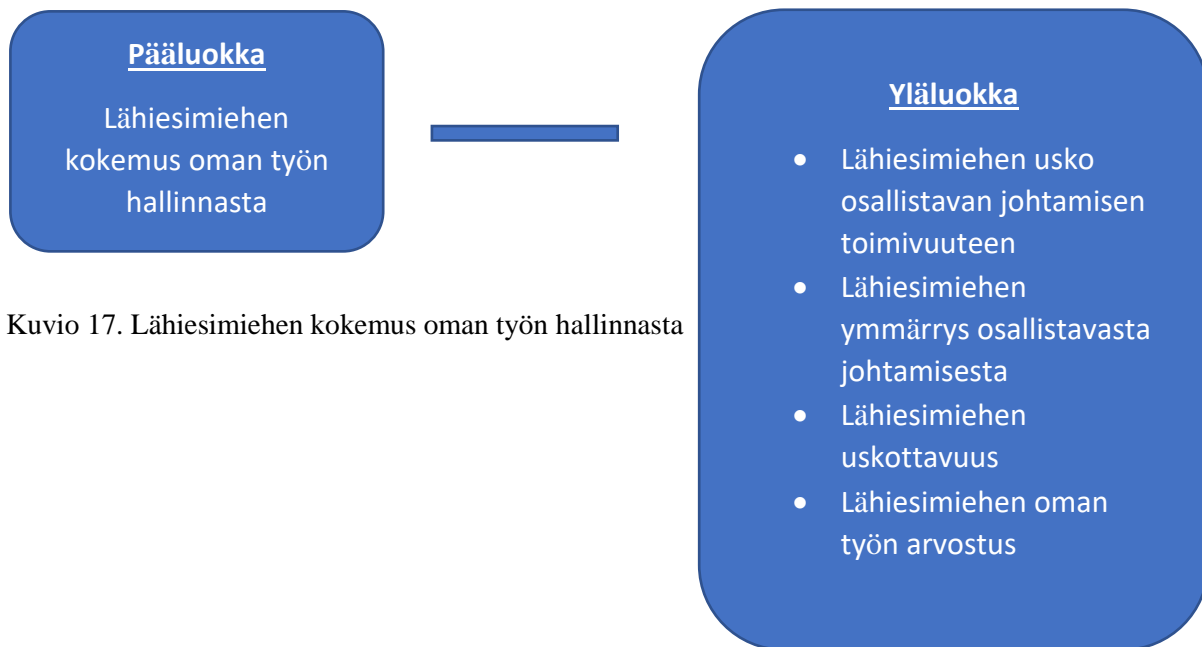 Pääluokka
Lähiesimiehen
kokemus oman työn
hallinnasta
Yläluokka
• Lähiesimiehen usko
osallistavan johtamisen
toimivuuteen
• Lähiesimiehen
ymmärrys osallistavasta
johtamisesta
• Lähiesimiehen
uskottavuus
• Lähiesimiehen oman
työn arvostus
Kuvio 17. Lähiesimiehen kokemus oman työn hallinnasta